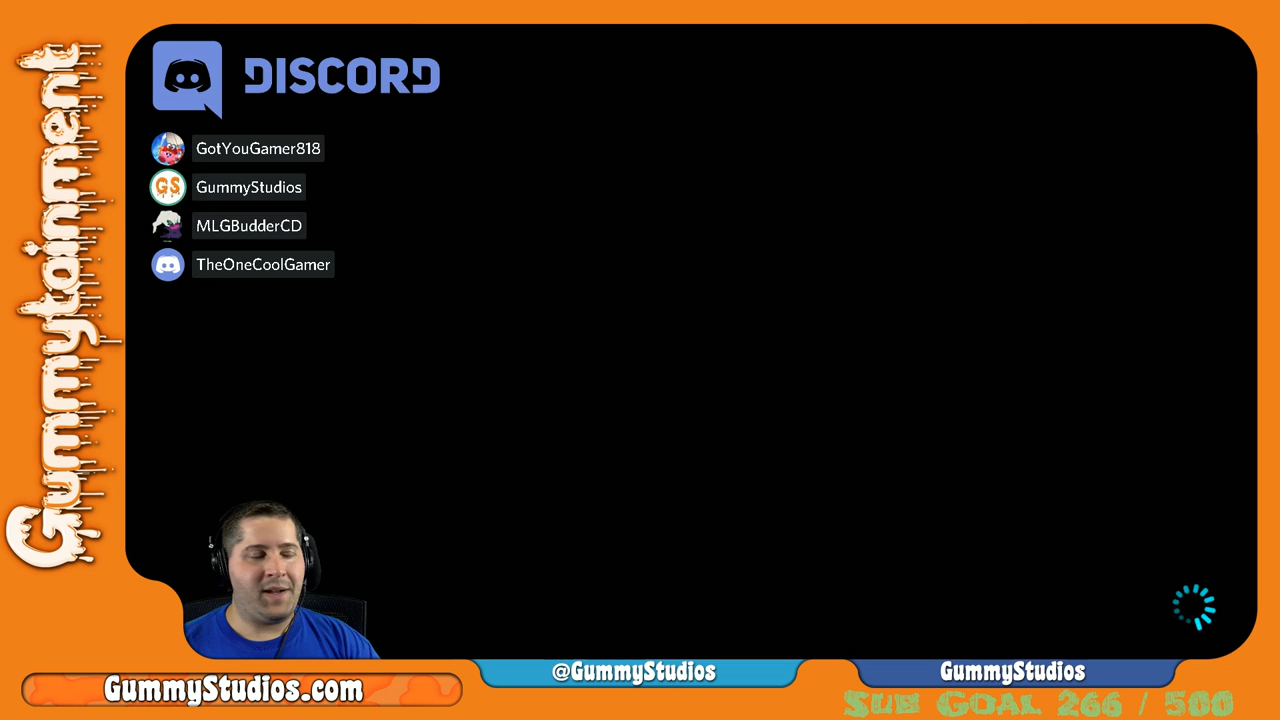 Gummytainment
DISCORD
GotYouGamer818
GS
GummyStudios
MLGBudderCD
TheOneCoolGamer
GummyStudios.com
@GummyStudios
GummyStudios
SUB GOAL 266 / 500